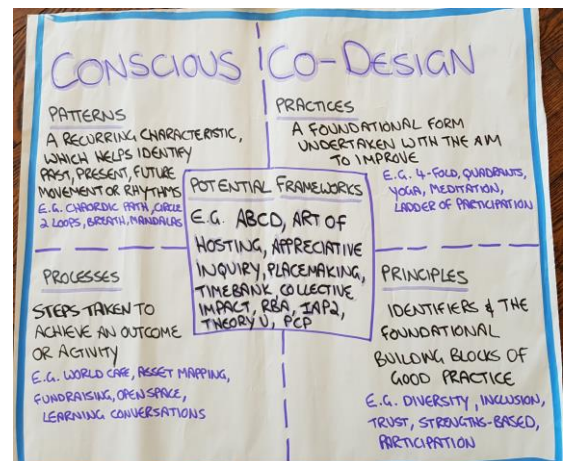 CONSCIOUS CO-DESIGN
PATTERNS
A RECURRING CHARACTERISTIC,
WHICH HELPS IDENTIFY
PAST, PRESENT, FUTURE
MOVEMENT OR RHYTHMS
E.G. CHAORDIC PATH, CIRCLE
2 LOOPS, BREATH, MANDALAS
PRACTICES
A FOUNDATIONAL FORM
UNDERTAKEN WITH THE AIM
TO IMPROVE
E.G. 4-FOLD, QUADRANTS,
YOGA, MEDITATION,
LADDER OF PARTICIPATION
POTENTIAL FRAMEWORKS
E.G. ABCD, ART OF
HOSTING, APPRECIATIVE
INQUIRY, PLACEMAKING,
TIMEBANK COLLECTIVE
IMPACT, RBA, IAP2,
THEORY U, PCP
PROCESSES
STEPS TAKEN TO
ACHIEVE AN OUTCOME
OR ACTIVITY
E.G. WORLD CAFE, ASSET MAPPING,
FUNDRAISING, OPEN SPACE,
LEARNING CONVERSATIONS
PRINCIPLES
IDENTIFIERS & THE
FOUNDATIONAL
BUILDING BLOCKS OF
GOOD PRACTICE
E.G. DIVERSITY, INCLUSION,
TRUST, STRENGTHS-BASED,
PARTICIPATION